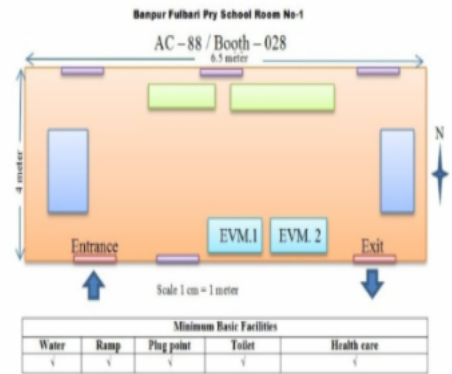 Banpur Fulbari Pry School Room No-1
AC – 88 / Booth – 028
6.5 meter
4 meter
N
EVM.1 EVM. 2
Entrance Exit
Scale 1 cm = 1 meter
Minimum Basic Facilities
Water Ramp Plug point Toilet Health care
√ √ √ √ √